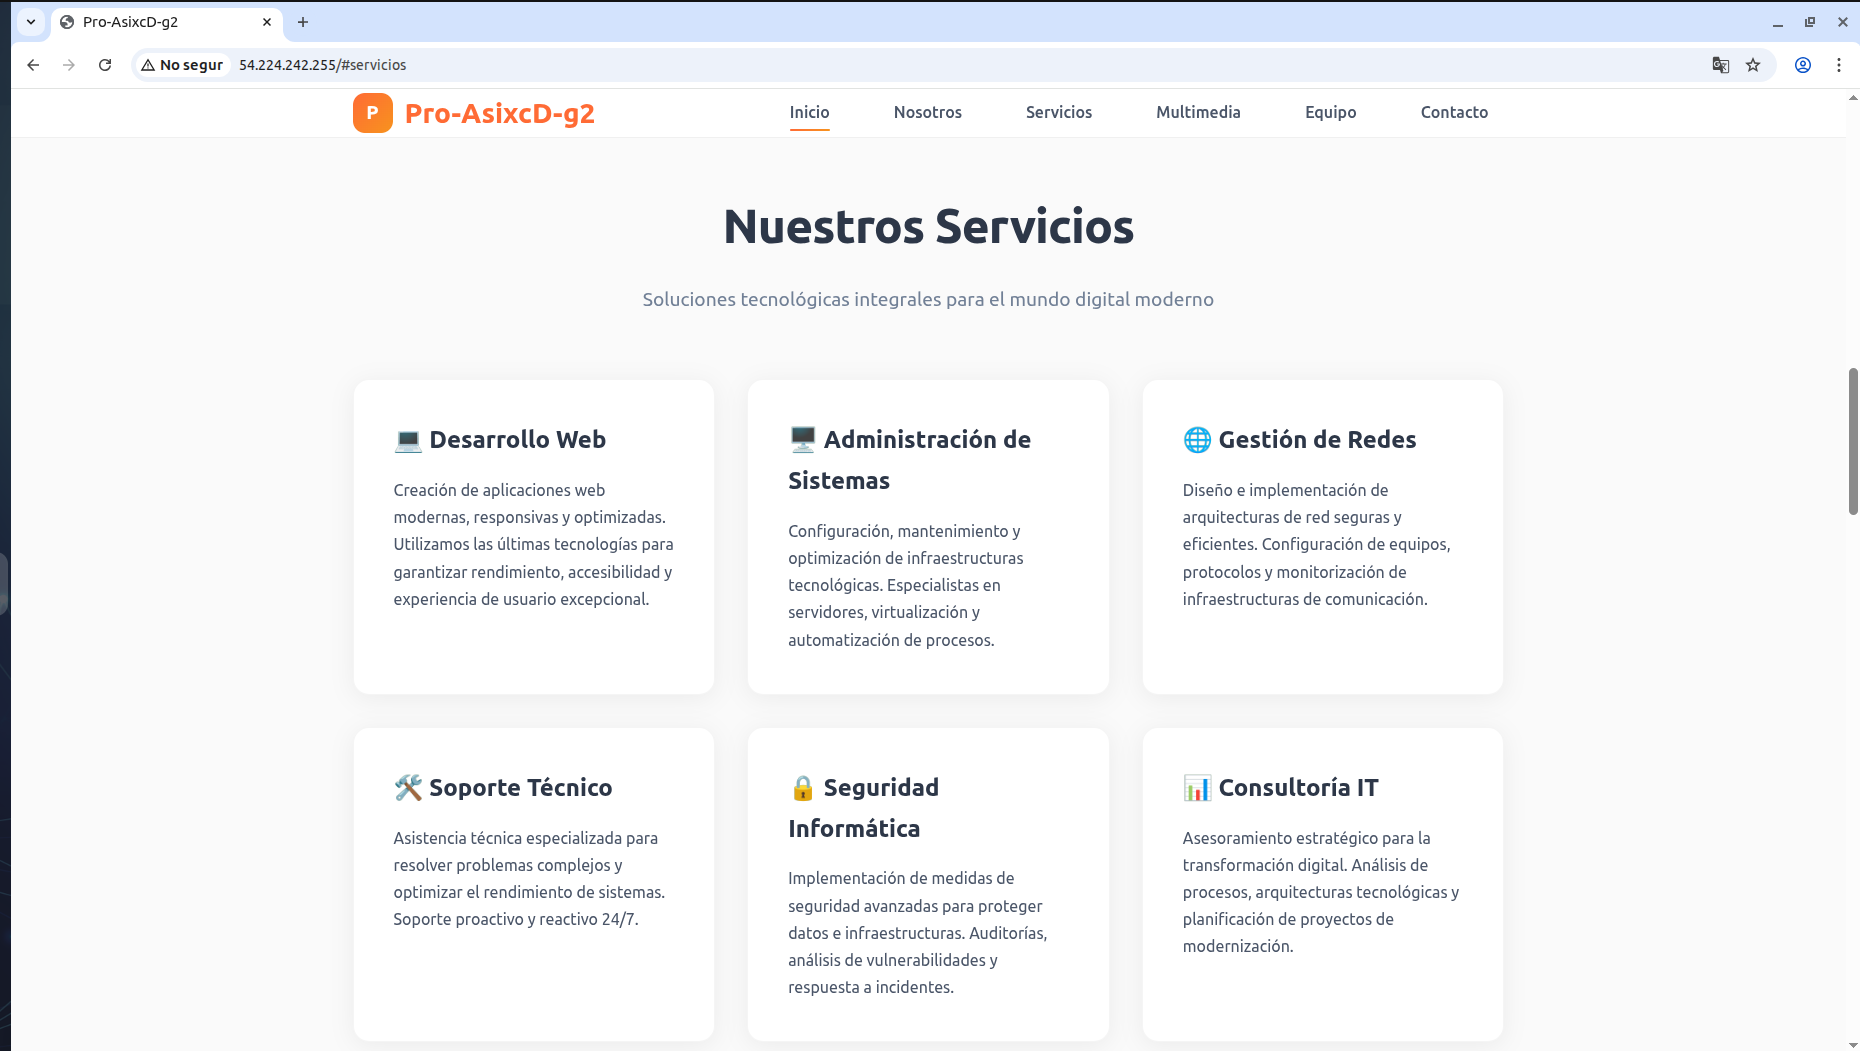 Pro-AsixcD-g2
No segur
54.224.242.255/#servicios
P
Pro-AsixcD-g2
Inicio
Nosotros
Servicios
Multimedia
Equipo
Contacto
Nuestros Servicios
Soluciones tecnológicas integrales para el mundo digital moderno
💻 Desarrollo Web
Creación de aplicaciones web
modernas, responsivas y optimizadas.
Utilizamos las últimas tecnologías para
garantizar rendimiento, accesibilidad y
experiencia de usuario excepcional.
🖥️ Administración de
Sistemas
Configuración, mantenimiento y
optimización de infraestructuras
tecnológicas. Especialistas en
servidores, virtualización y
automatización de procesos.
🌐 Gestión de Redes
Diseño e implementación de
arquitecturas de red seguras y
eficientes. Configuración de equipos,
protocolos y monitorización de
infraestructuras de comunicación.
🛠️ Soporte Técnico
Asistencia técnica especializada para
resolver problemas complejos y
optimizar el rendimiento de sistemas.
Soporte proactivo y reactivo 24/7.
🔒 Seguridad
Informática
Implementación de medidas de
seguridad avanzadas para proteger
datos e infraestructuras. Auditorías,
análisis de vulnerabilidades y
respuesta a incidentes.
📊 Consultoría IT
Asesoramiento estratégico para la
transformación digital. Análisis de
procesos, arquitecturas tecnológicas y
planificación de proyectos de
modernización.